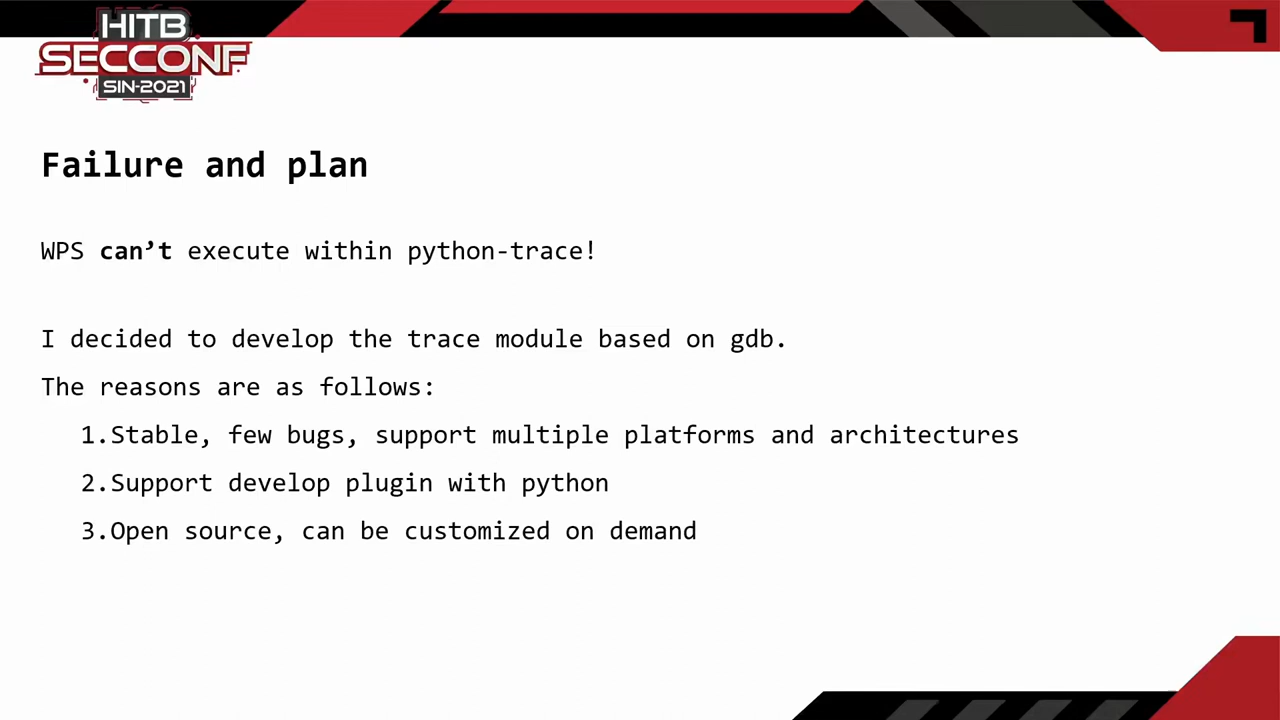 HITB
SECCONF
SIN-2021
Failure and plan
WPS can’t execute within python-trace!
I decided to develop the trace module based on gdb.
The reasons are as follows:
1.Stable, few bugs, support multiple platforms and architectures
2.Support develop plugin with python
3.Open source, can be customized on demand